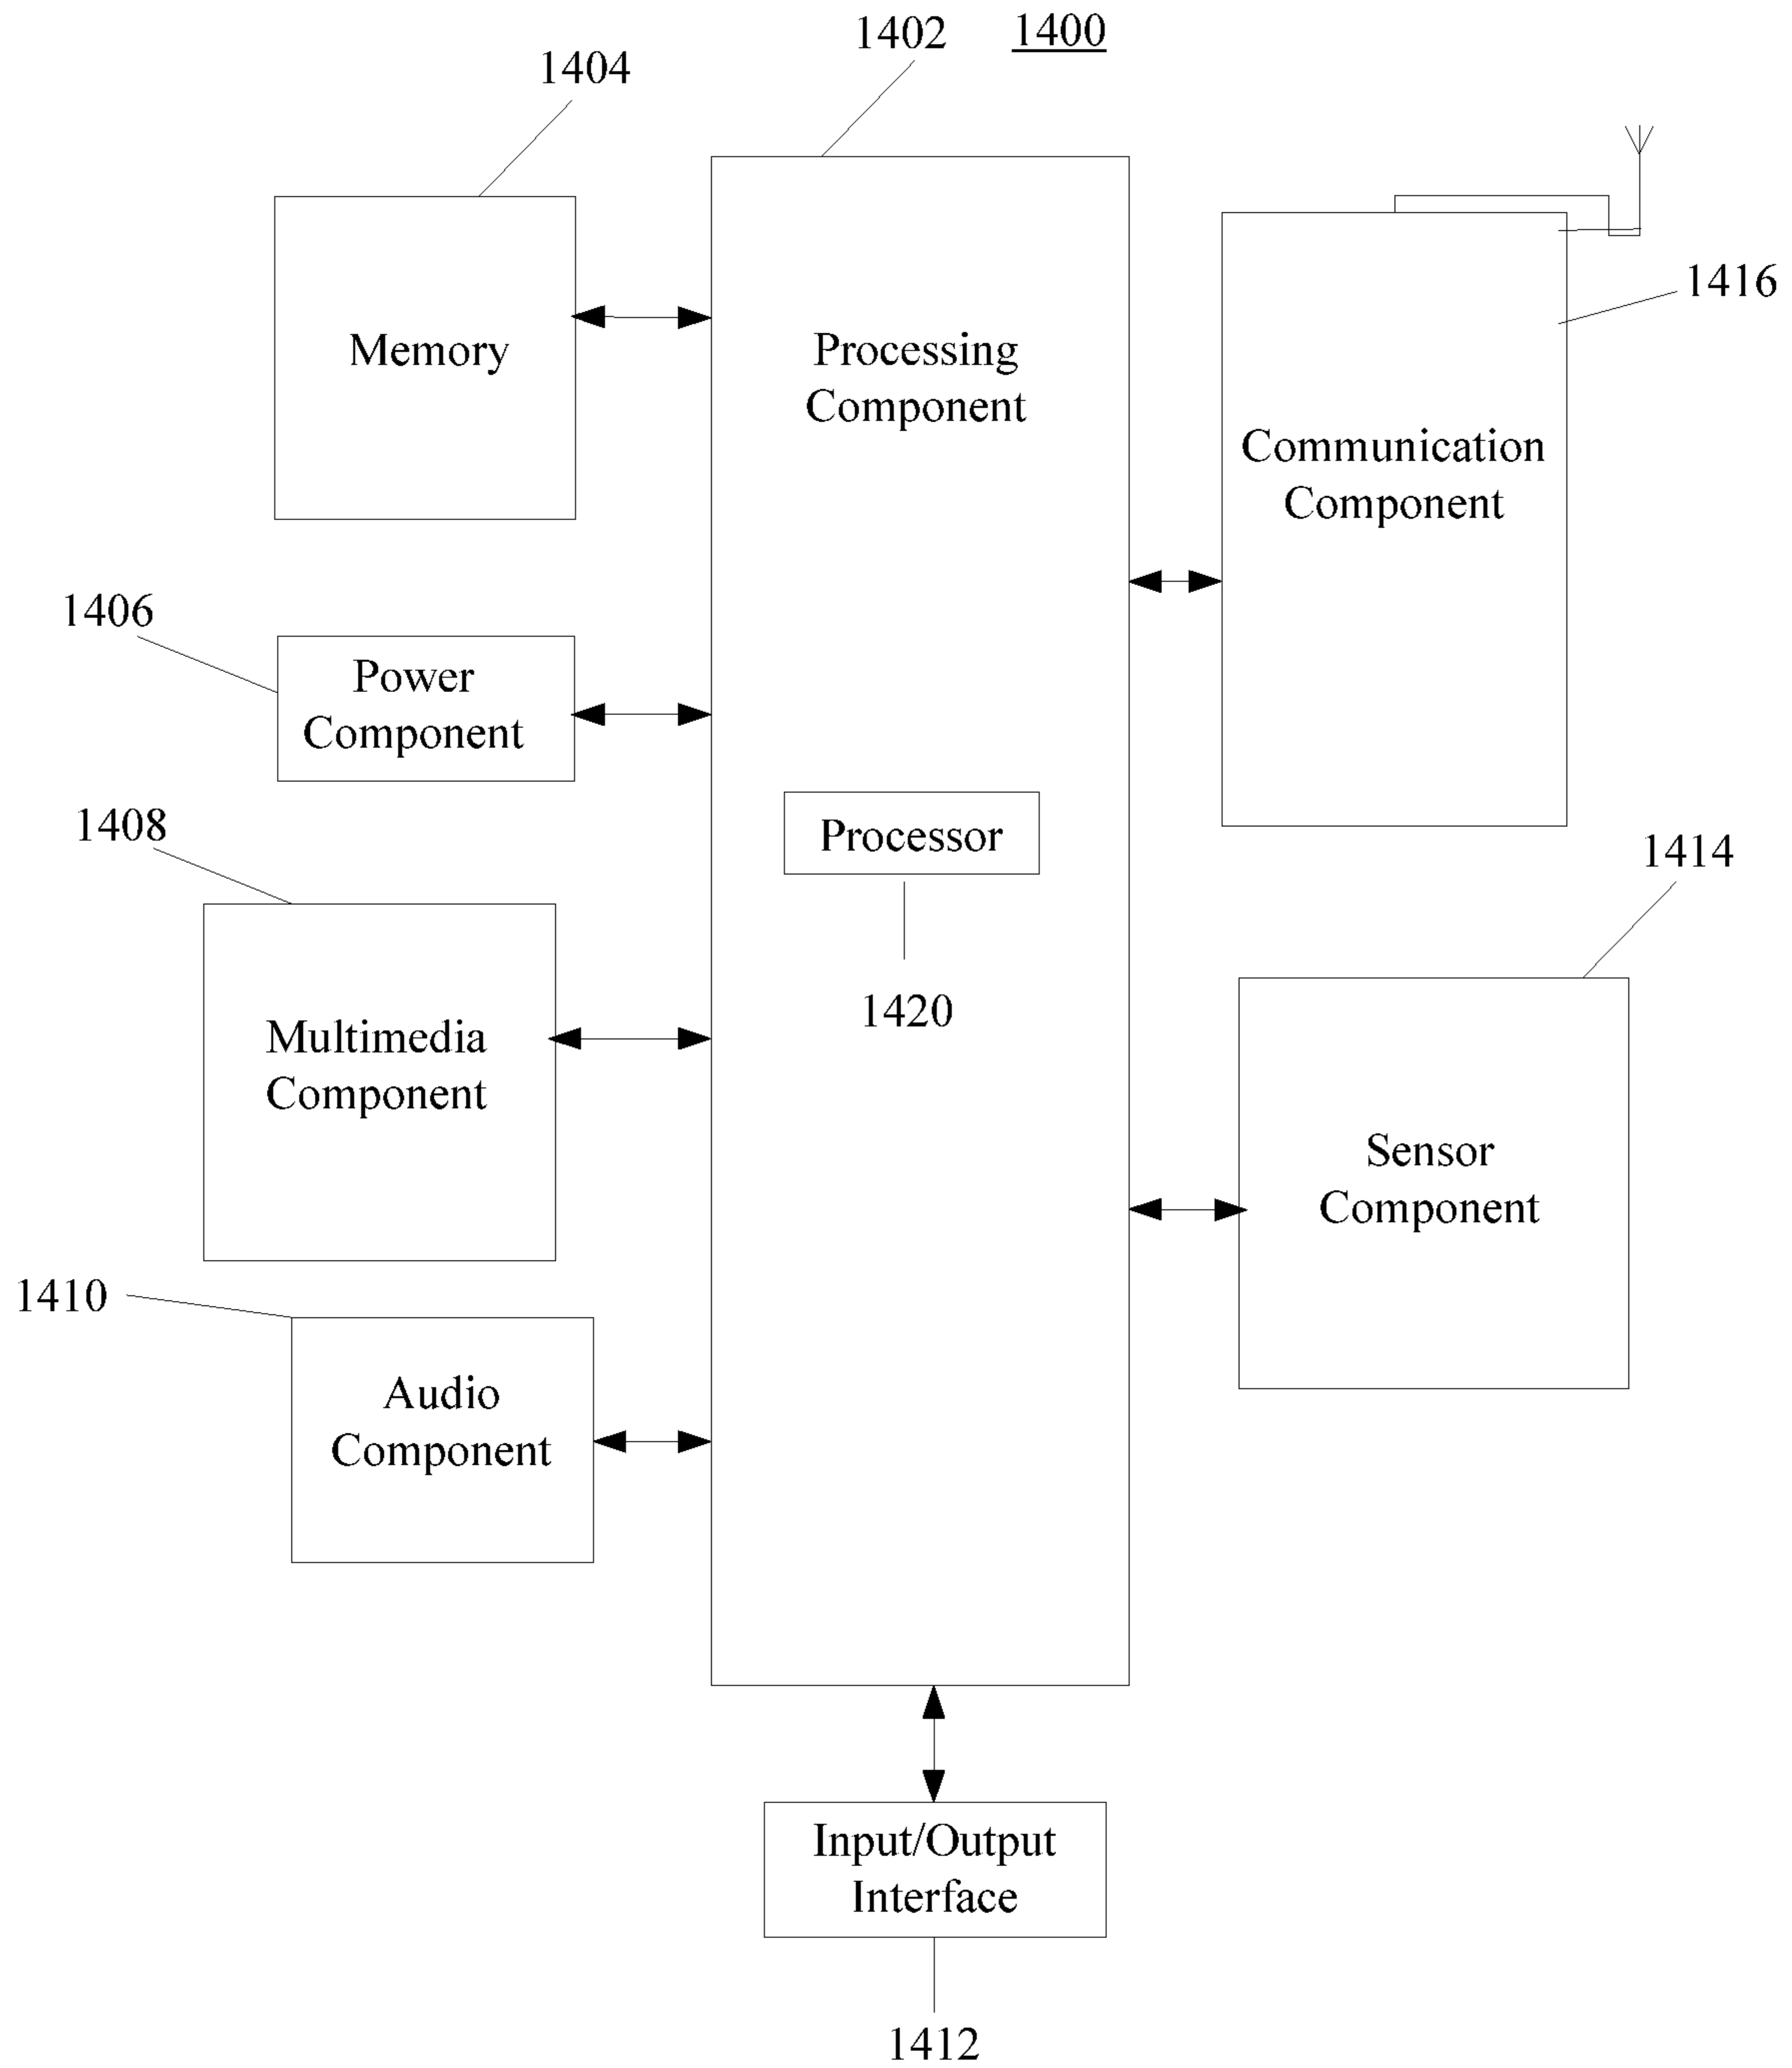 1402
1400
1404
1416
Memory
Processing
Component
Communication
Component
1406
Power
Component
1408
Processor
1414
1420
Multimedia
Component
Sensor
Component
1410
Audio
Component
Input/Output
Interface
1412